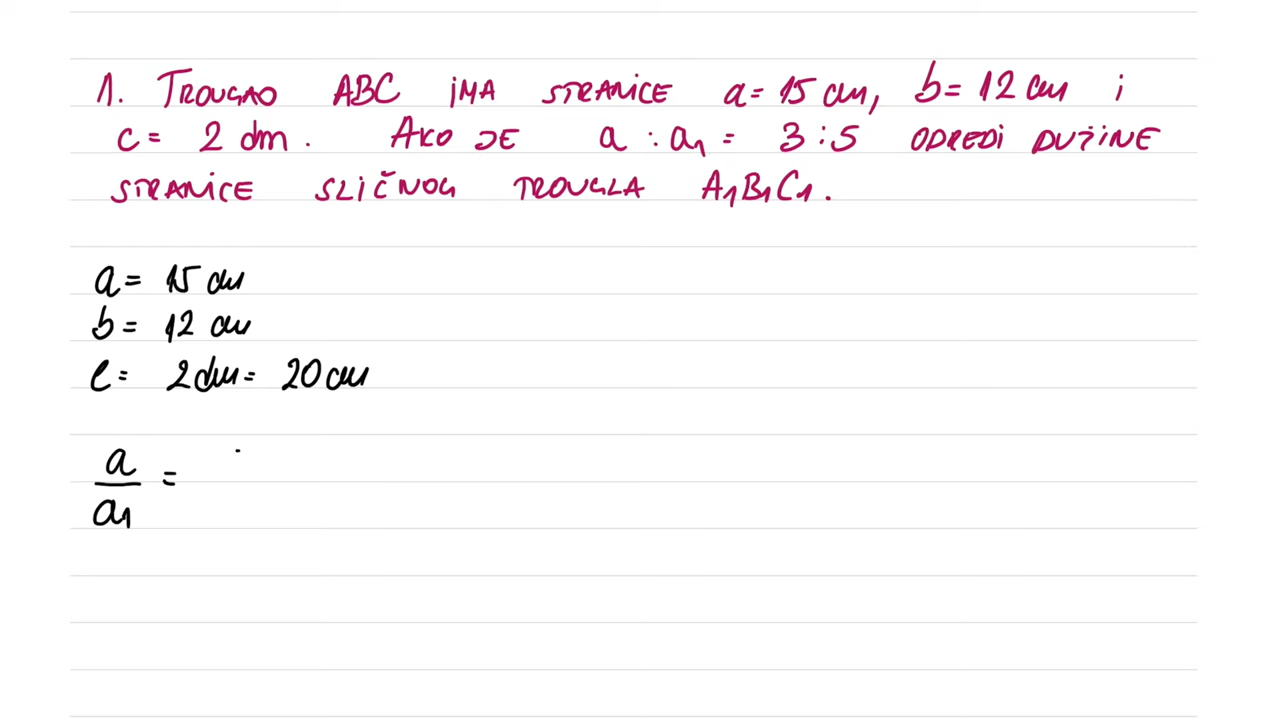 1. TROUGAO ABC iMA STRANiCE a = 15 cm, b = 12 cm i
c = 2 dm. AKO JE a : a₁ = 3 : 5 ODREDi DUŽiNE
STRANiCE SLiČNOG TROUGLA A₁B₁C₁.
a = 15 cm
b = 12 cm
c = 2 dm = 20 cm
a/a₁ =